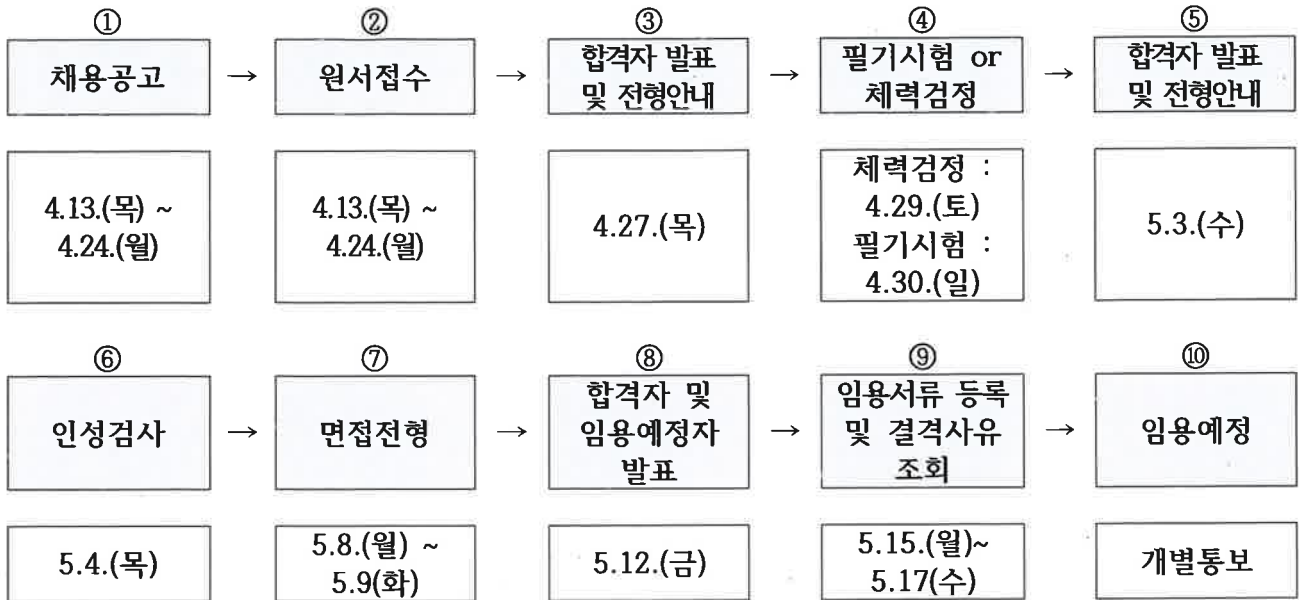 ①
채용공고
→
②
원서접수
→
③
합격자 발표
및 전형안내
→
④
필기시험 or
체력검정
→
⑤
합격자 발표
및 전형안내
4.13.(목) ~
4.24.(월)
4.13.(목) ~
4.24.(월)
4.27.(목)
체력검정 :
4.29.(토)
필기시험 :
4.30.(일)
5.3.(수)
⑥
인성검사
→
⑦
면접전형
→
⑧
합격자 및
임용예정자
발표
→
⑨
임용서류 등록
및 결격사유
조회
→
⑩
임용예정
5.4.(목)
5.8.(월) ~
5.9(화)
5.12.(금)
5.15.(월)~
5.17(수)
개별통보